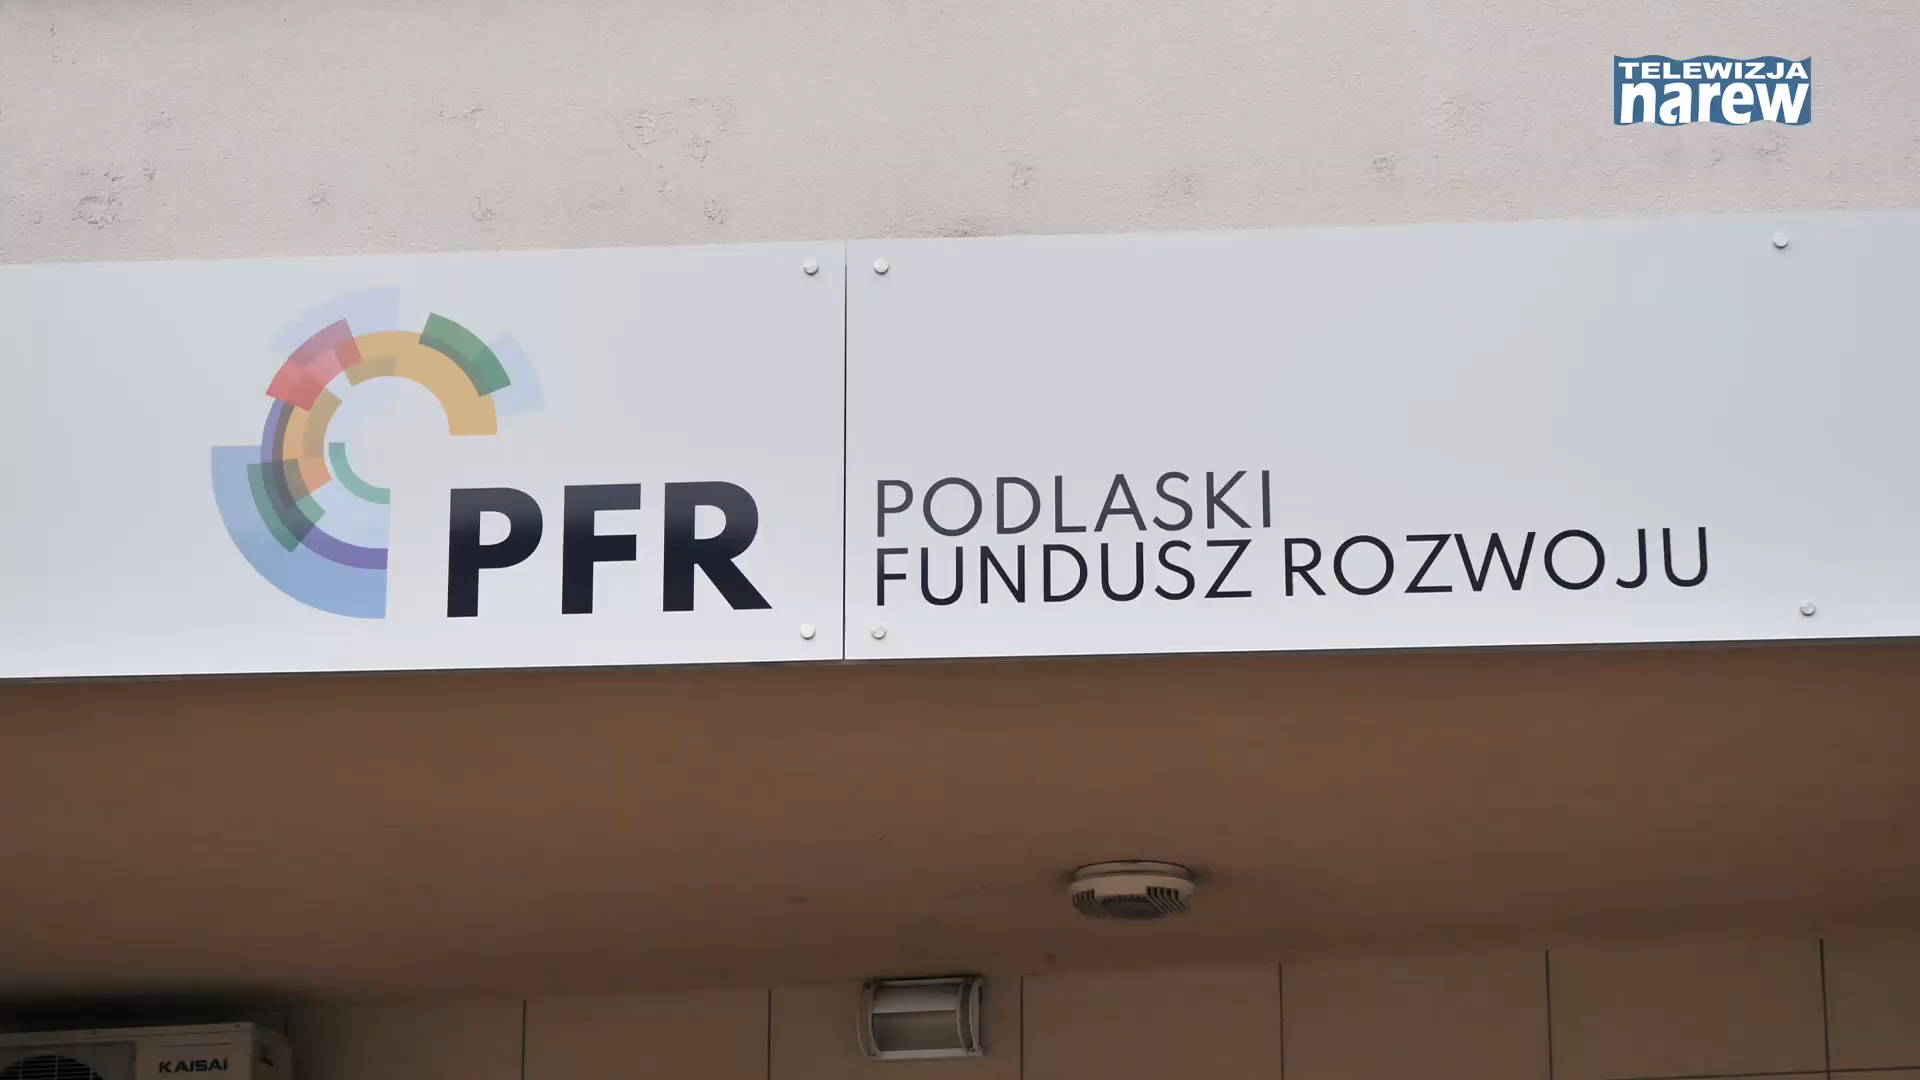 TELEWIZJA
narew
PFR
PODLASKI
FUNDUSZ ROZWOJU
KAISAI